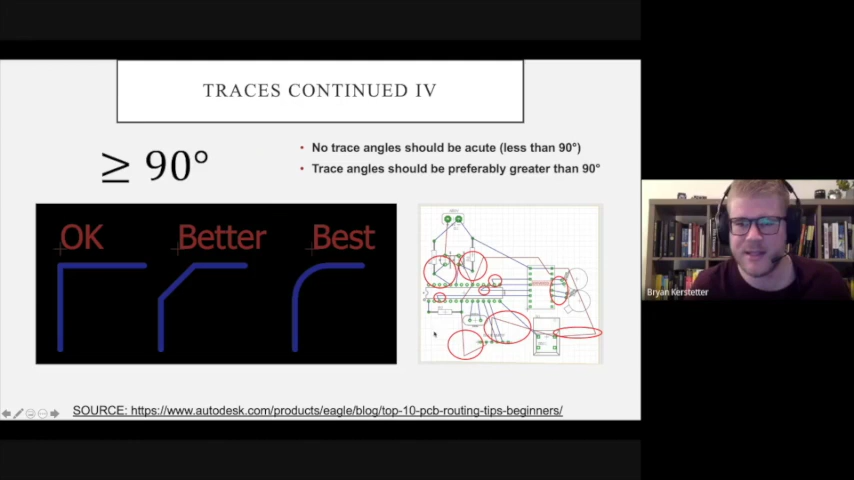 TRACES CONTINUED IV
≥ 90°
• No trace angles should be acute (less than 90°)
• Trace angles should be preferably greater than 90°
OK
Better
Best
Bryan Kerstetter
SOURCE: https://www.autodesk.com/products/eagle/blog/top-10-pcb-routing-tips-beginners/